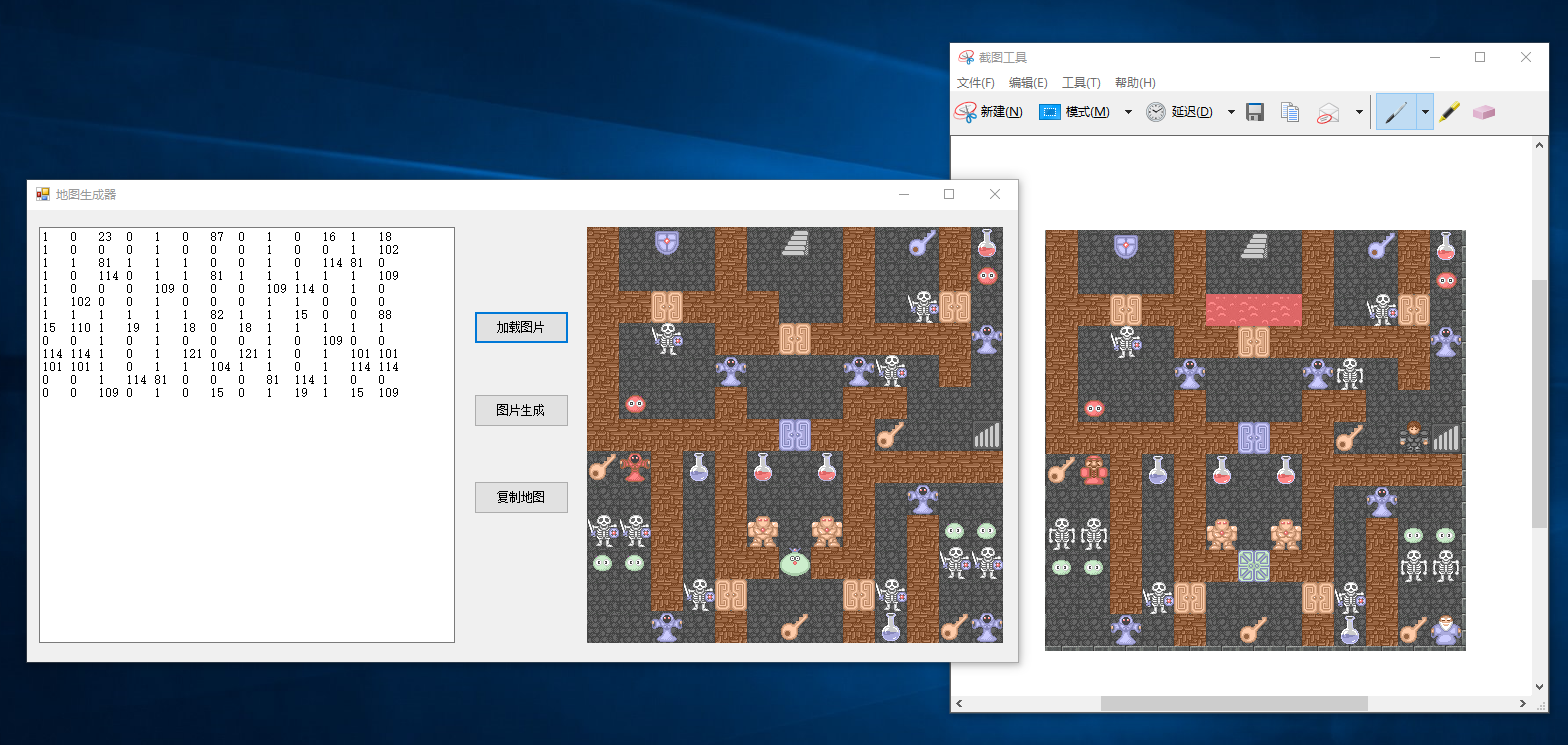 截图工具
文件(F) 编辑(E) 工具(T) 帮助(H)
新建(N) 模式(M) 延迟(D)
地图生成器
1 0 23 0 1 0 87 0 1 0 16 1 18
1 0 0 0 1 0 0 0 1 0 0 1 102
1 1 81 1 1 1 0 0 1 0 114 81 0
1 0 114 0 1 1 81 1 1 1 1 1 109
1 0 0 0 109 0 0 0 109 114 0 1 0
1 102 0 0 1 0 0 0 1 1 0 0 0
1 1 1 1 1 1 82 1 1 15 0 0 88
15 110 1 19 1 18 0 18 1 1 1 1 1
0 0 1 0 1 0 0 0 1 0 109 0 0
114 114 1 0 1 121 0 121 1 0 1 101 101
101 101 1 0 1 1 104 1 1 0 1 114 114
0 0 1 114 81 0 0 0 81 114 1 0 0
0 0 109 0 1 0 15 0 1 19 1 15 109
加载图片
图片生成
复制地图